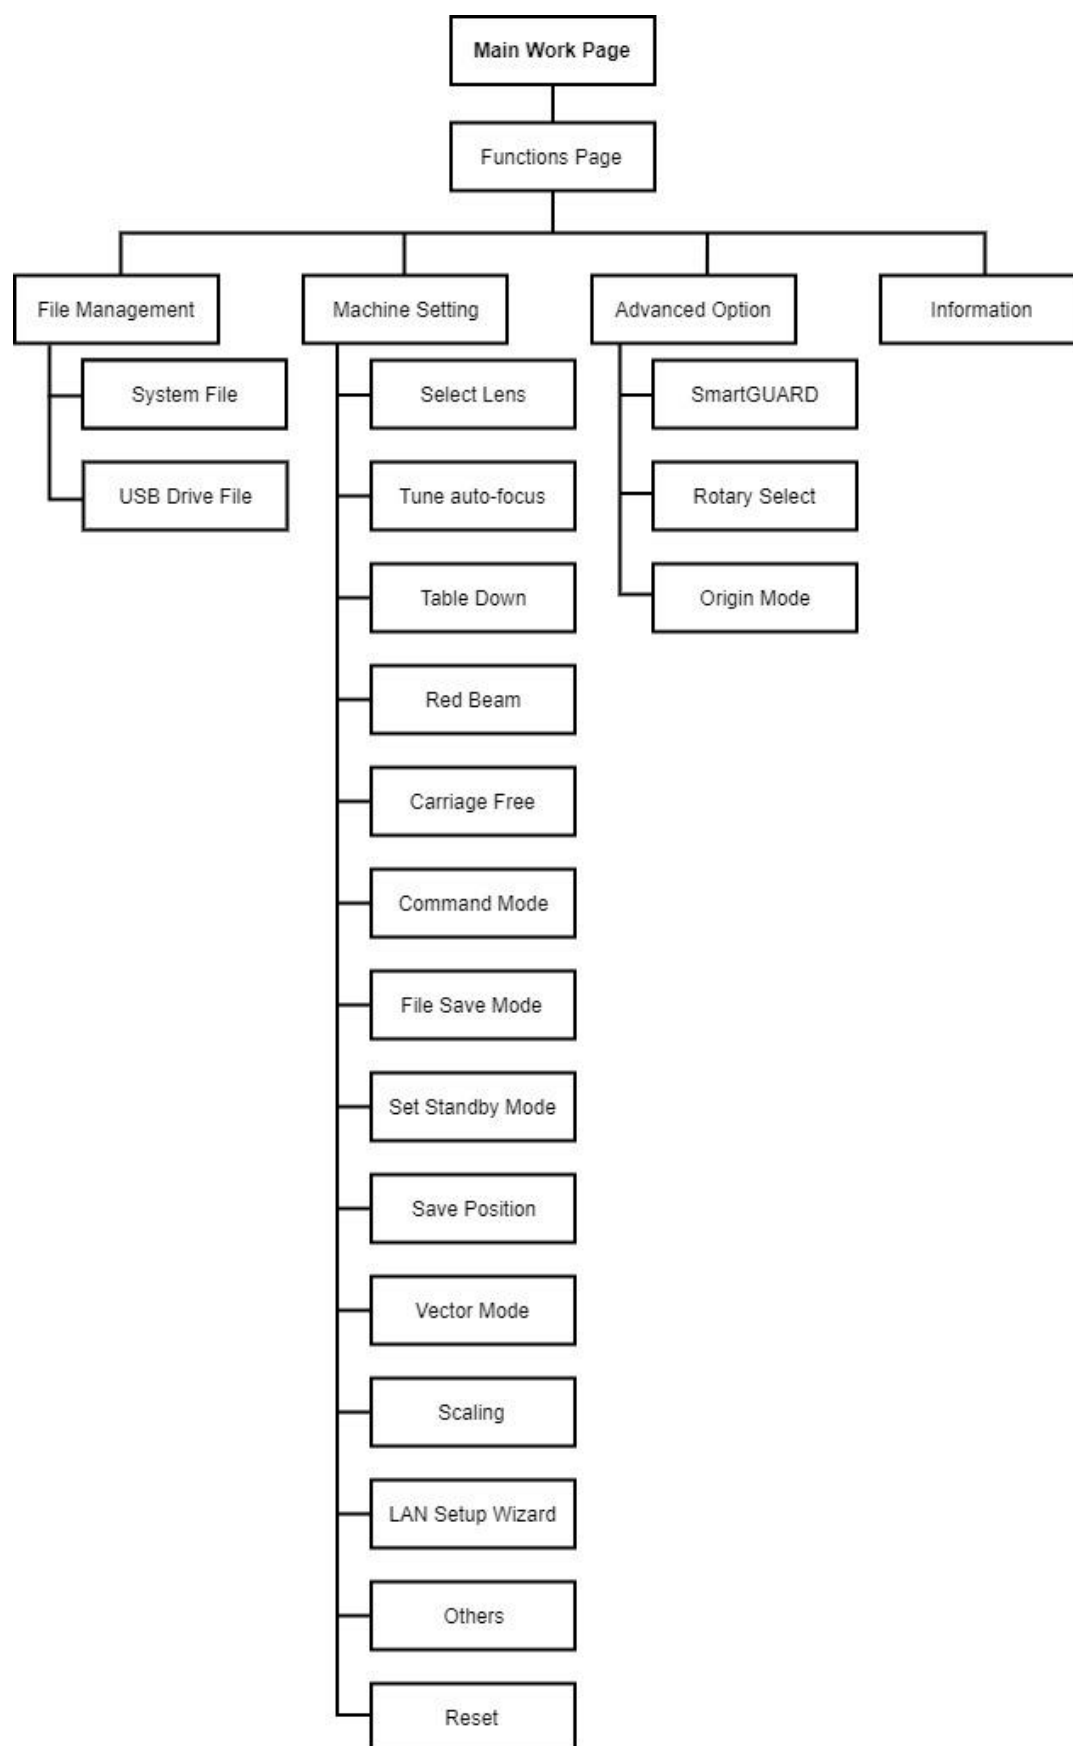 Main Work Page
Functions Page
File Management
Machine Setting
Advanced Option
Information
System File
USB Drive File
Select Lens
Tune auto-focus
Table Down
Red Beam
Carriage Free
Command Mode
File Save Mode
Set Standby Mode
Save Position
Vector Mode
Scaling
LAN Setup Wizard
Others
Reset
SmartGUARD
Rotary Select
Origin Mode